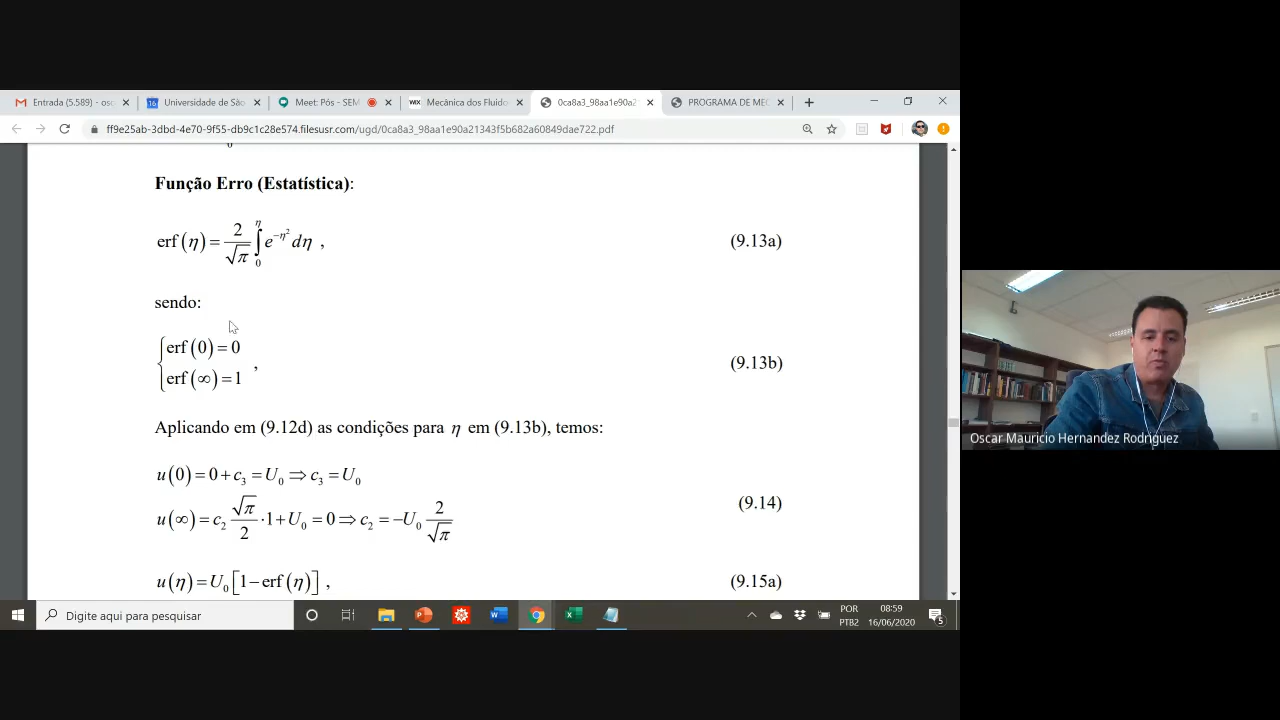 Entrada (5.589) - os
Universidade de São
Meet: Pós - SEM
WiX Mecânica dos Fluido
0ca8a3_98aa1e90a2
PROGRAMA DE ME
ff9e25ab-3dbd-4e70-9f55-db9c1c28e574.filesusr.com/ugd/0ca8a3_98aa1e90a21343f5b682a60849dae722.pdf
0
Função Erro (Estatística):
erf(η) = 2/√π ∫₀^η e^(−η²) dη , (9.13a)
sendo:
{ erf(0) = 0
erf(∞) = 1 , (9.13b)
Aplicando em (9.12d) as condições para η em (9.13b), temos:
u(0) = 0 + c₃ = U₀ ⇒ c₃ = U₀
u(∞) = c₂ √π/2 · 1 + U₀ = 0 ⇒ c₂ = −U₀ 2/√π (9.14)
u(η) = U₀[1 − erf(η)] , (9.15a)
Oscar Mauricio Hernandez Rodriguez
Digite aqui para pesquisar
POR
PTB2
08:59
16/06/2020
5